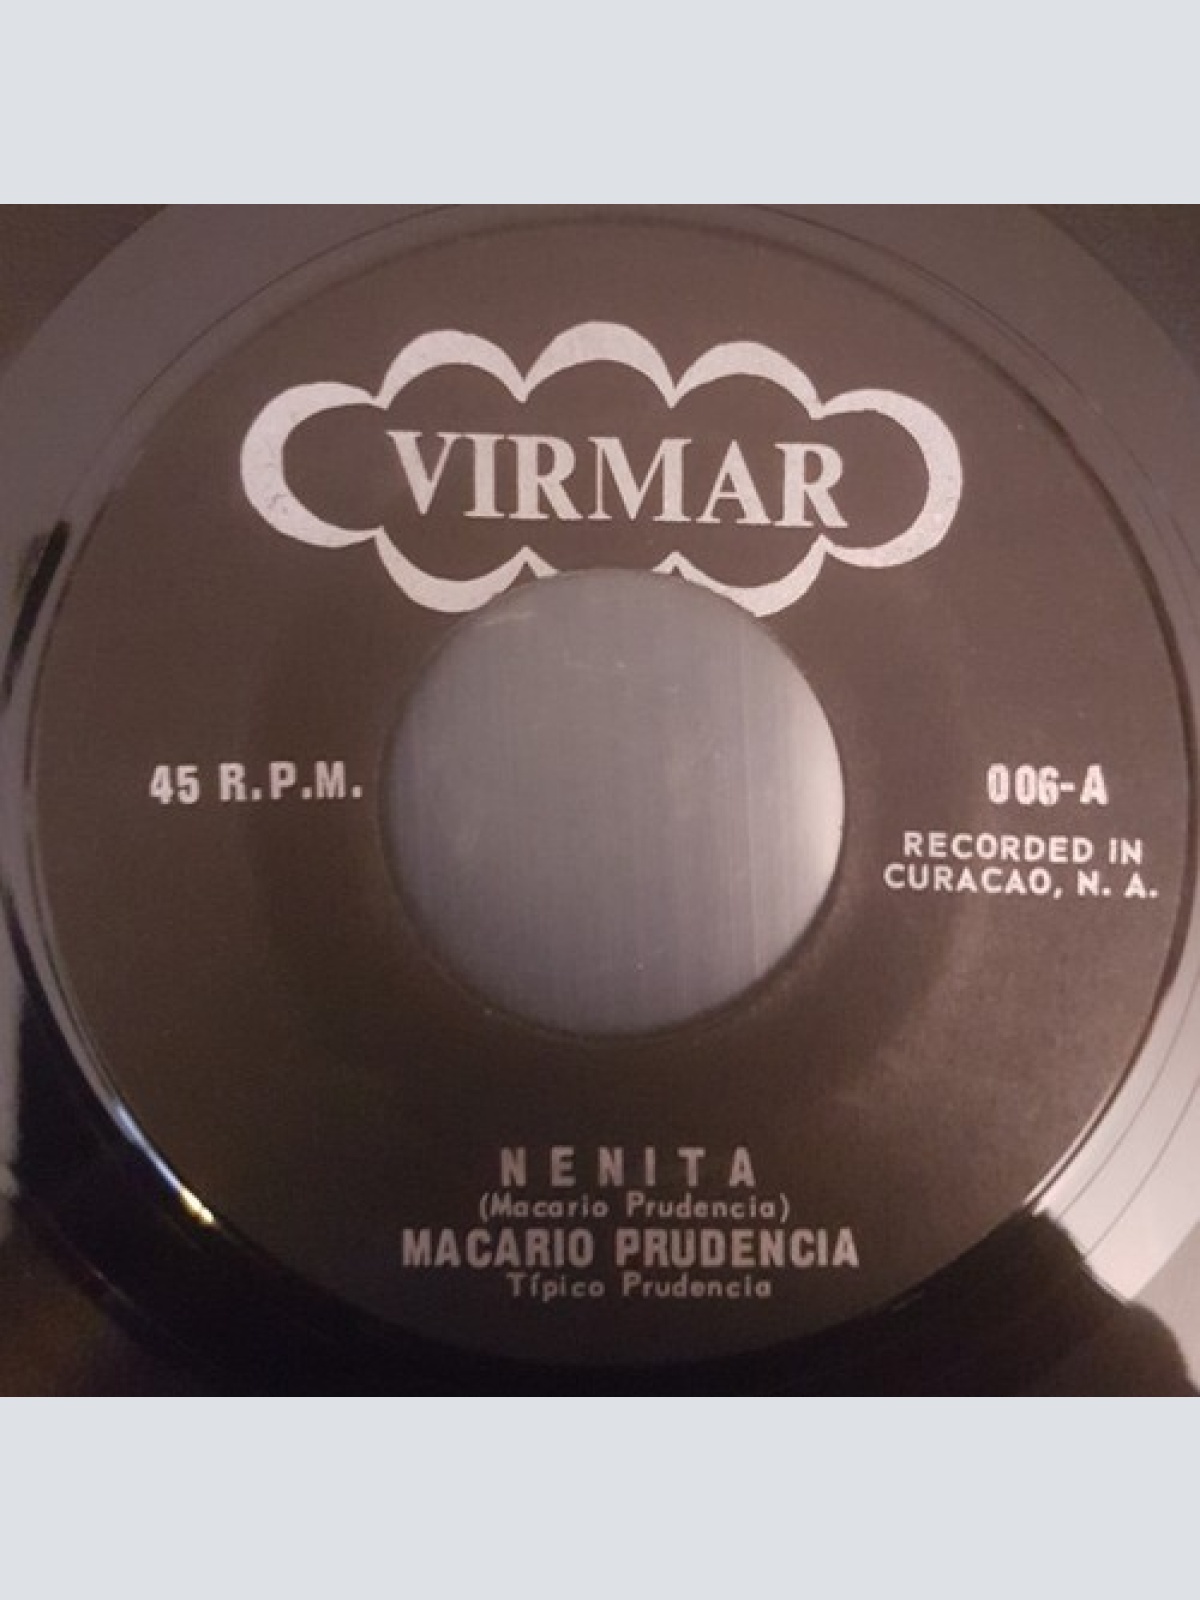 VIRMAR
45 R.P.M.
006-A
RECORDED IN
CURACAO, N. A.
NENITA
(Macario Prudencia)
MACARIO PRUDENCIA
Típico Prudencia